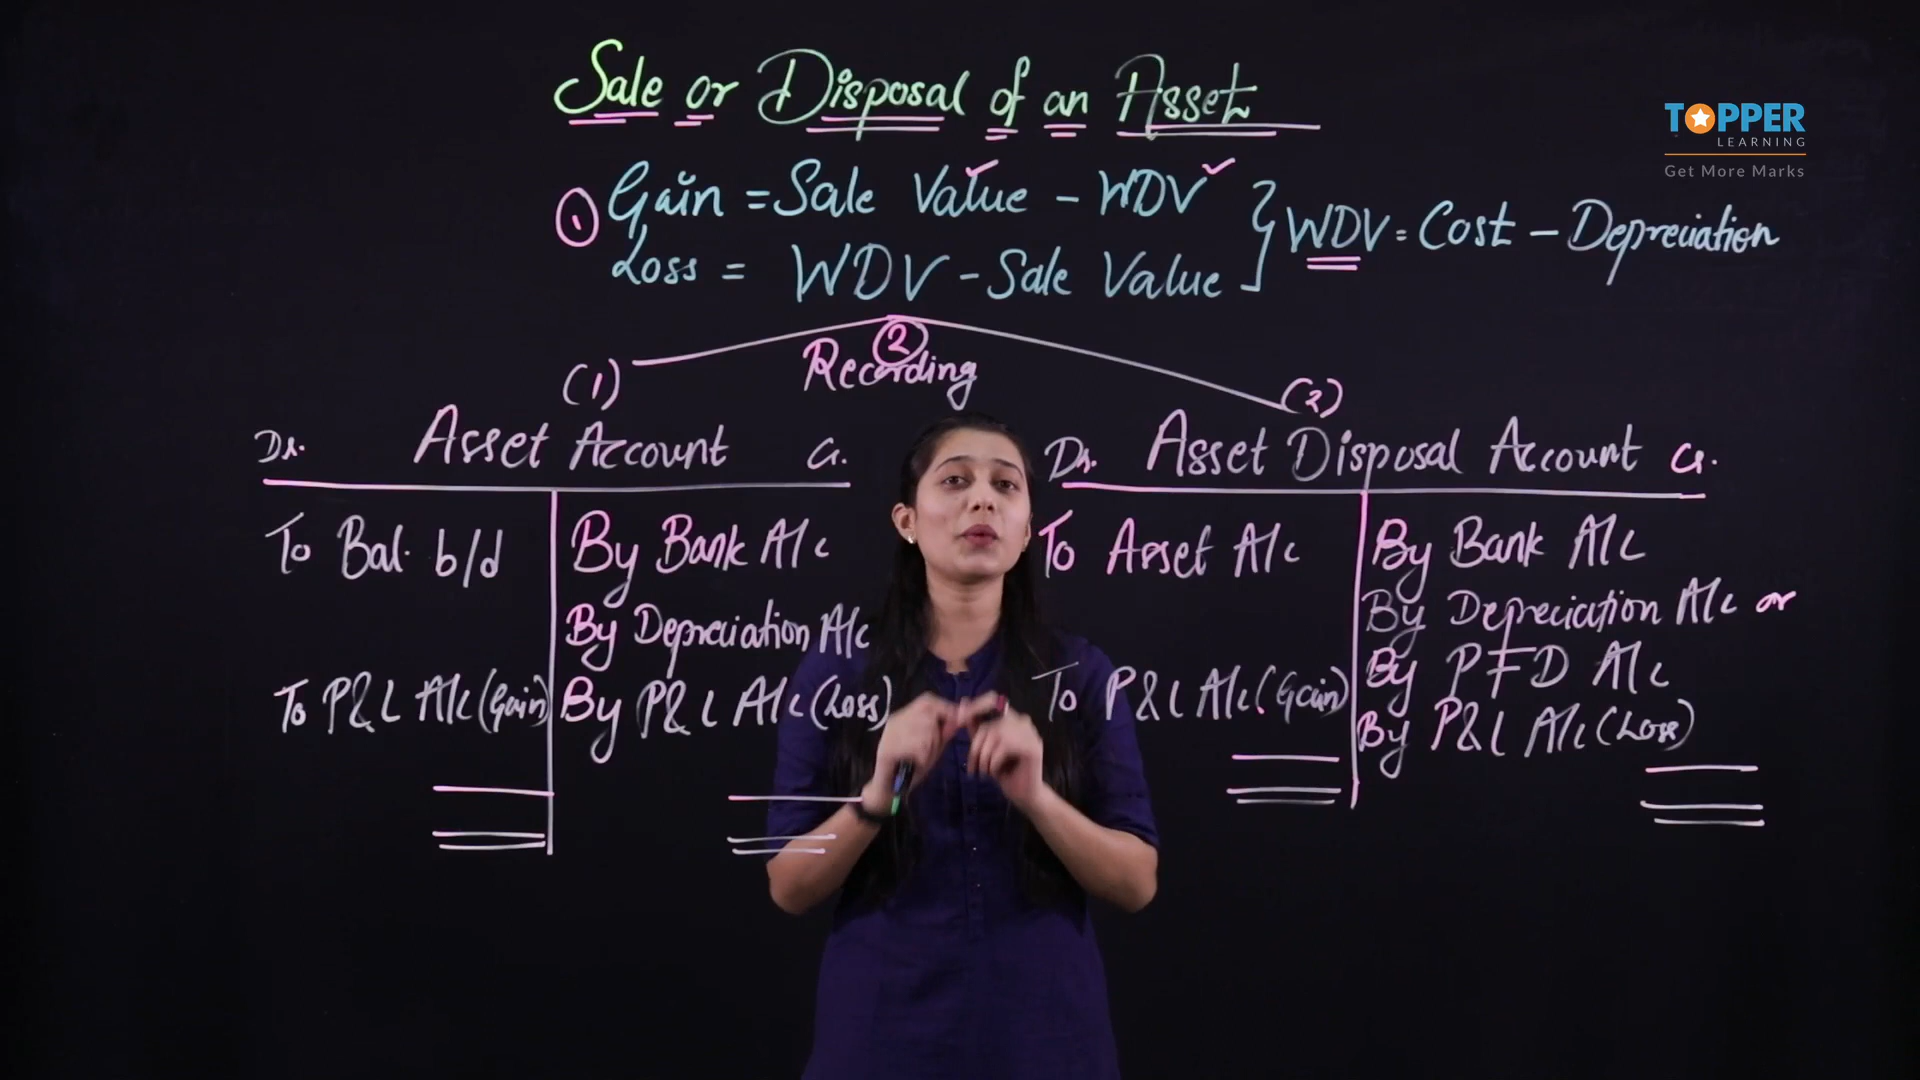 Sale or Disposal of an Asset
TOPPER
LEARNING
Get More Marks
① Gain = Sale Value - WDV
Loss = WDV - Sale Value
WDV = Cost - Depreciation
② Recording
(1)
(2)
Dr. Asset Account Cr.
To Bal. b/d
By Bank A/c
By Depreciation A/c
To P&L A/c (Gain)
By P&L A/c (Loss)
Dr. Asset Disposal Account Cr.
To Asset A/c
By Bank A/c
By Depreciation A/c or
By PFD A/c
To P&L A/c (Gain)
By P&L A/c (Loss)